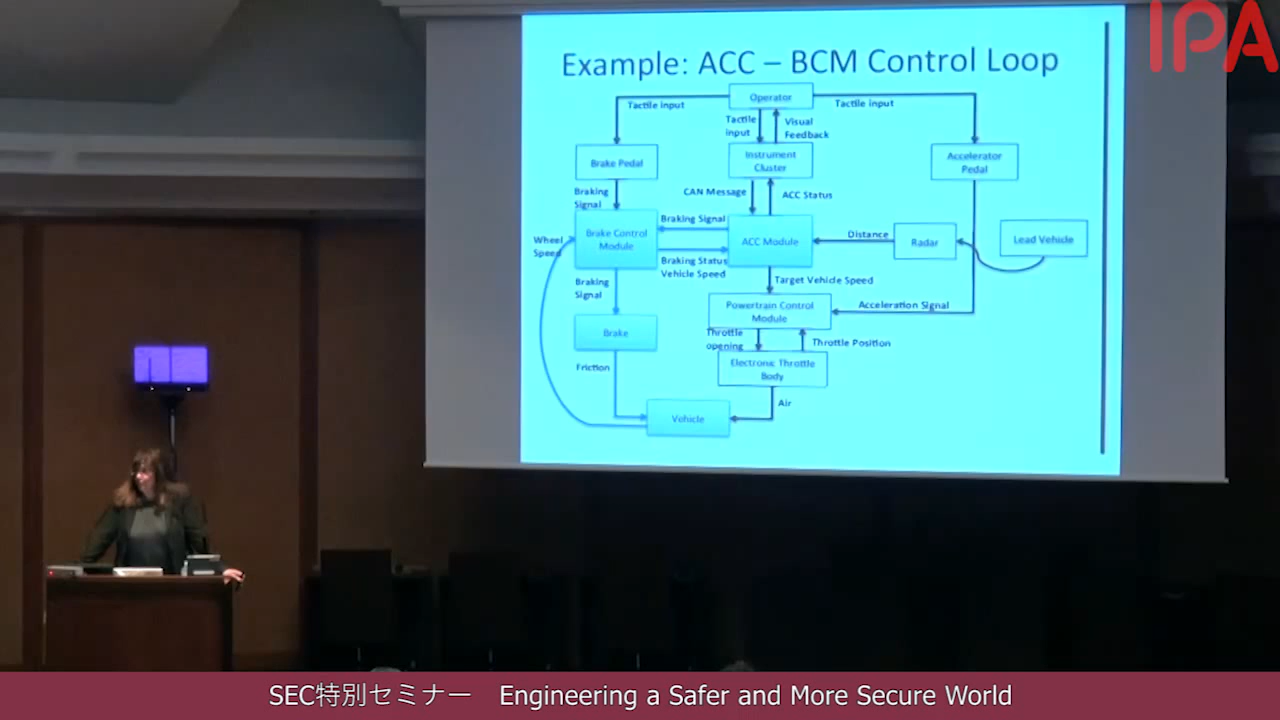 IPA
Example: ACC – BCM Control Loop
Operator
Tactile input
Tactile input
Tactile
input
Visual
Feedback
Brake Pedal
Instrument
Cluster
Accelerator
Pedal
Braking
Signal
CAN Message
ACC Status
Braking Signal
Wheel
Speed
Brake Control
Module
ACC Module
Distance
Radar
Lead Vehicle
Braking Status
Vehicle Speed
Braking
Signal
Target Vehicle Speed
Powertrain Control
Module
Acceleration Signal
Brake
Throttle
opening
Throttle Position
Friction
Electronic Throttle
Body
Air
Vehicle
SEC特別セミナー Engineering a Safer and More Secure World